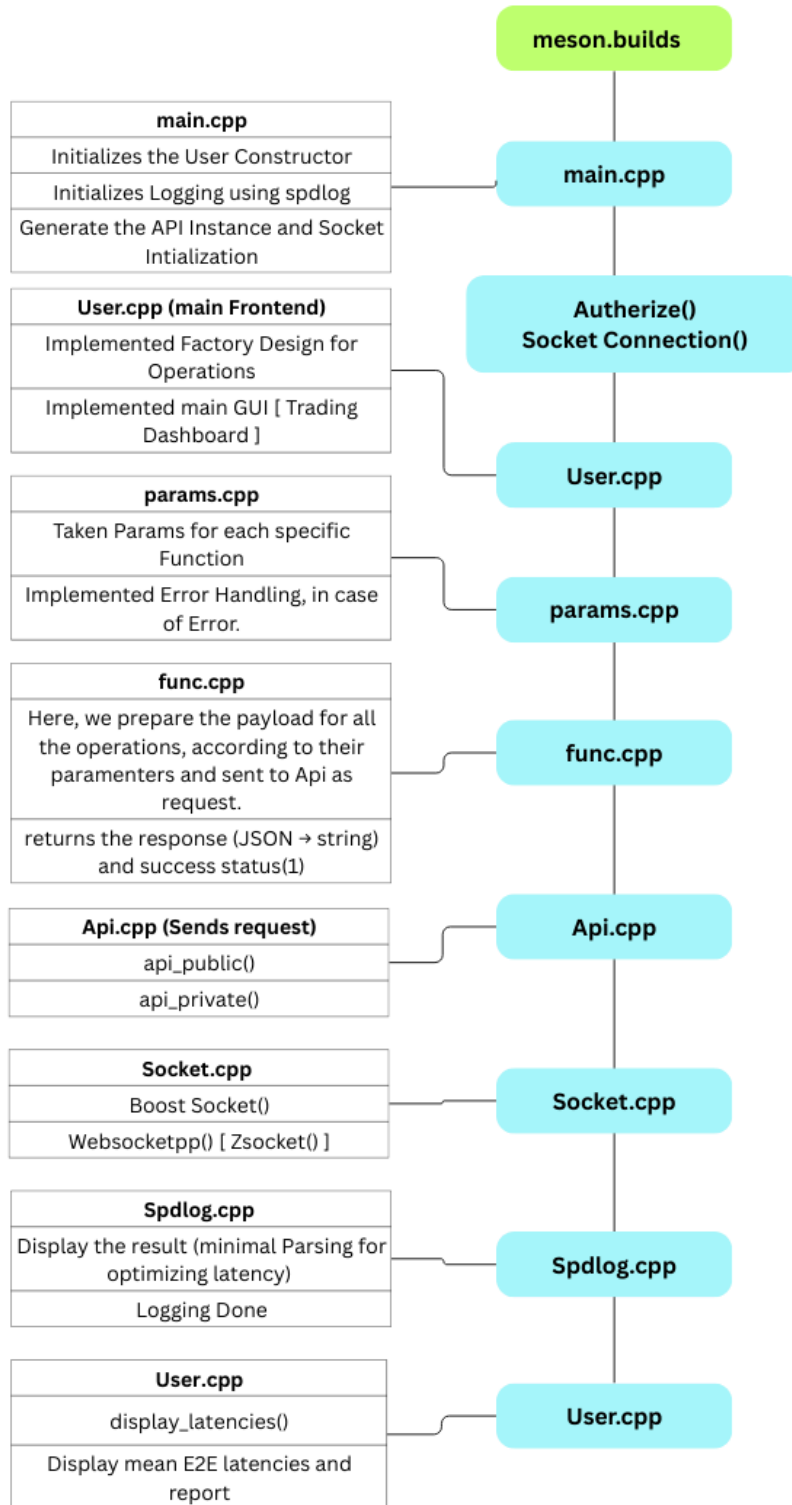 meson.builds
main.cpp
Initializes the User Constructor
Initializes Logging using spdlog
Generate the API Instance and Socket
Intialization
main.cpp
Autherize()
Socket Connection()
User.cpp (main Frontend)
Implemented Factory Design for
Operations
Implemented main GUI [ Trading
Dashboard ]
User.cpp
params.cpp
Taken Params for each specific
Function
Implemented Error Handling, in case
of Error.
params.cpp
func.cpp
Here, we prepare the payload for all
the operations, according to their
paramenters and sent to Api as
request.
returns the response (JSON → string)
and success status(1)
func.cpp
Api.cpp (Sends request)
api_public()
api_private()
Api.cpp
Socket.cpp
Boost Socket()
Websocketpp() [ Zsocket() ]
Socket.cpp
Spdlog.cpp
Display the result (minimal Parsing for
optimizing latency)
Logging Done
Spdlog.cpp
User.cpp
display_latencies()
Display mean E2E latencies and
report
User.cpp